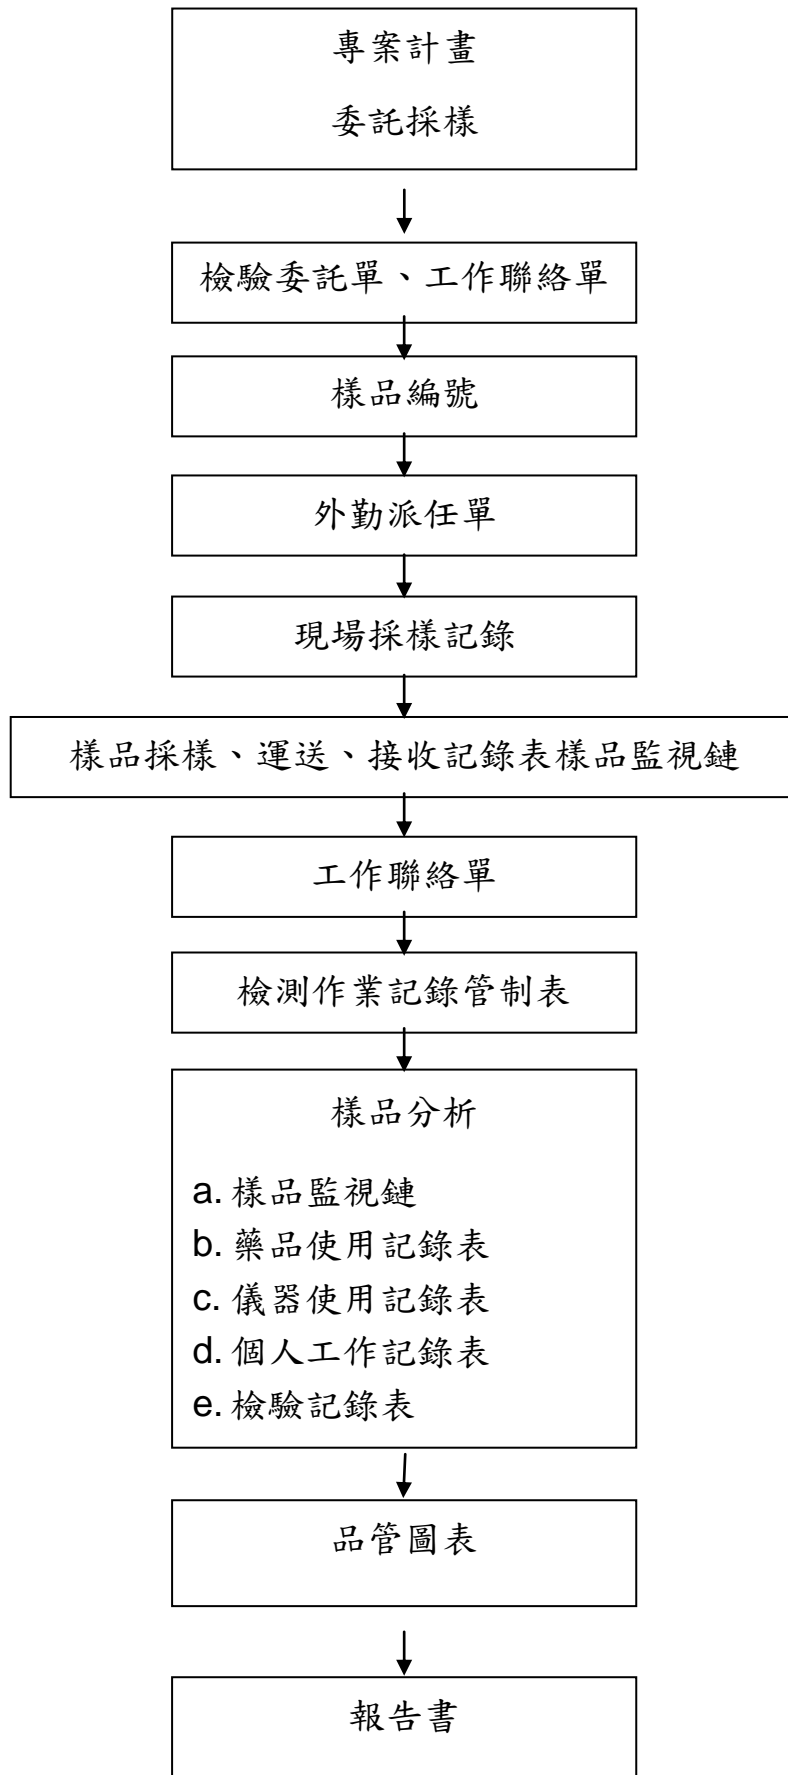 專案計畫
委託採樣
檢驗委託單、工作聯絡單
樣品編號
外勤派任單
現場採樣記錄
樣品採樣、運送、接收記錄表樣品監視鏈
工作聯絡單
檢測作業記錄管制表
樣品分析
a. 樣品監視鏈
b. 藥品使用記錄表
c. 儀器使用記錄表
d. 個人工作記錄表
e. 檢驗記錄表
品管圖表
報告書